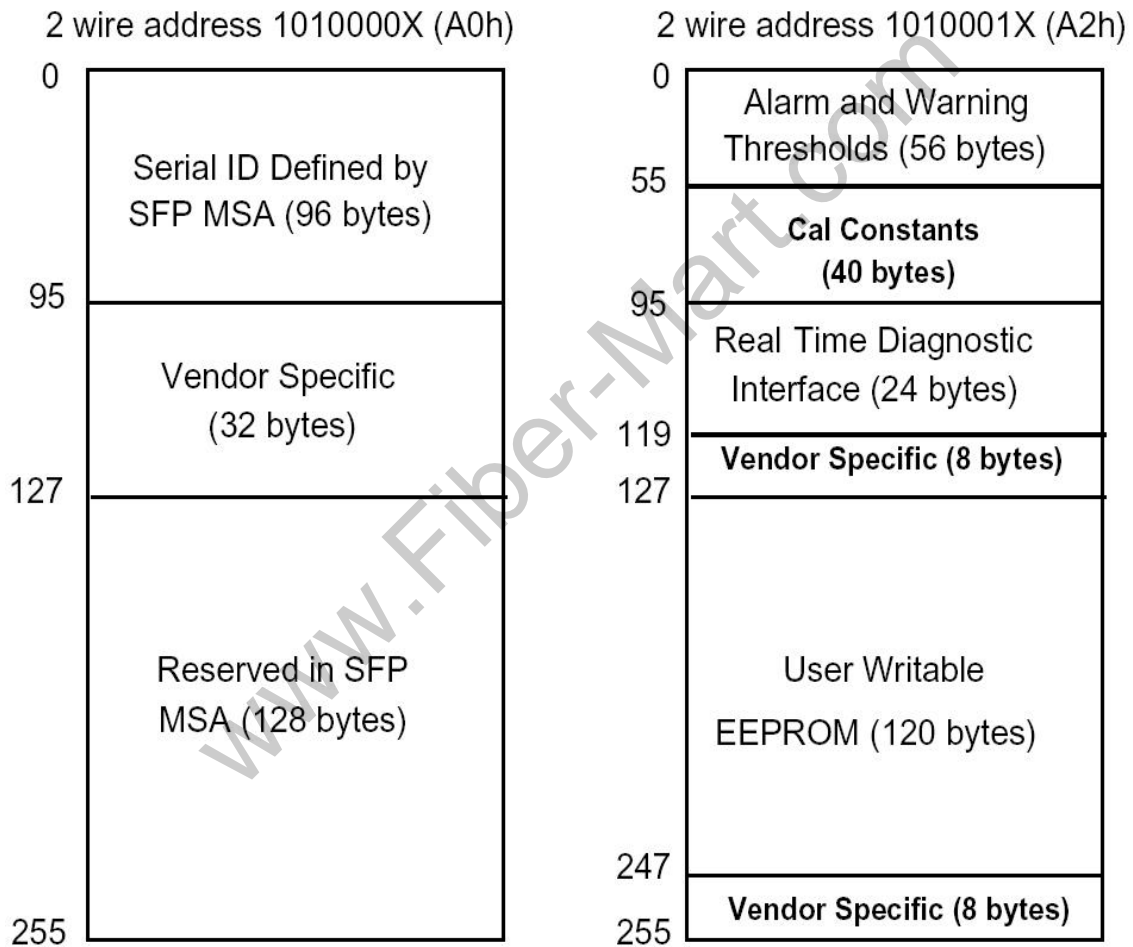 2 wire address 1010000X (A0h)
0
Serial ID Defined by
SFP MSA (96 bytes)
95
Vendor Specific
(32 bytes)
127
Reserved in SFP
MSA (128 bytes)
255
2 wire address 1010001X (A2h)
0
Alarm and Warning
Thresholds (56 bytes)
55
Cal Constants
(40 bytes)
95
Real Time Diagnostic
Interface (24 bytes)
119
Vendor Specific (8 bytes)
127
User Writable
EEPROM (120 bytes)
247
Vendor Specific (8 bytes)
255
www.Fiber-Mart.com